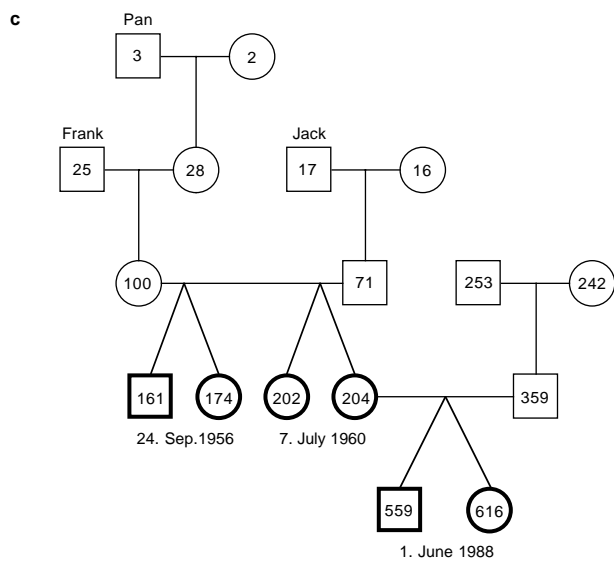 c
Pan
3 2
Frank Jack
25 28 17 16
100 71 253 242
161 174 202 204 359
24. Sep.1956 7. July 1960
559 616
1. June 1988